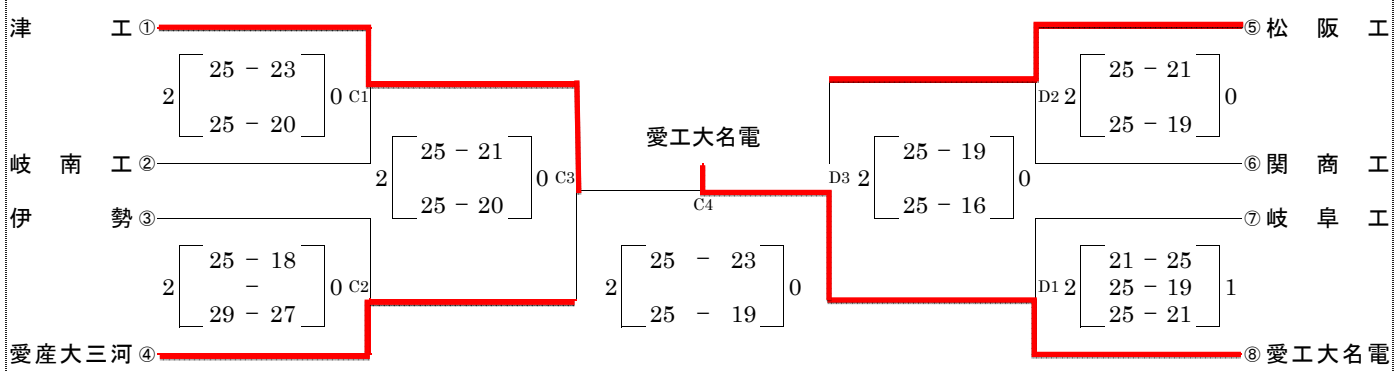 津 工 ①
⑤ 松 阪 工
25 − 23
2 0 C1
25 − 20
25 − 21
D2 2 0
25 − 19
愛工大名電
岐 南 工 ②
25 − 21
2 0 C3
25 − 20
25 − 19
D3 2 0
25 − 16
⑥ 関 商 工
伊 勢 ③
C4
⑦ 岐 阜 工
25 − 18
2 − 0 C2
29 − 27
25 − 23
2 0
25 − 19
21 − 25
D1 2 25 − 19 1
25 − 21
愛産大三河 ④
⑧ 愛工大名電